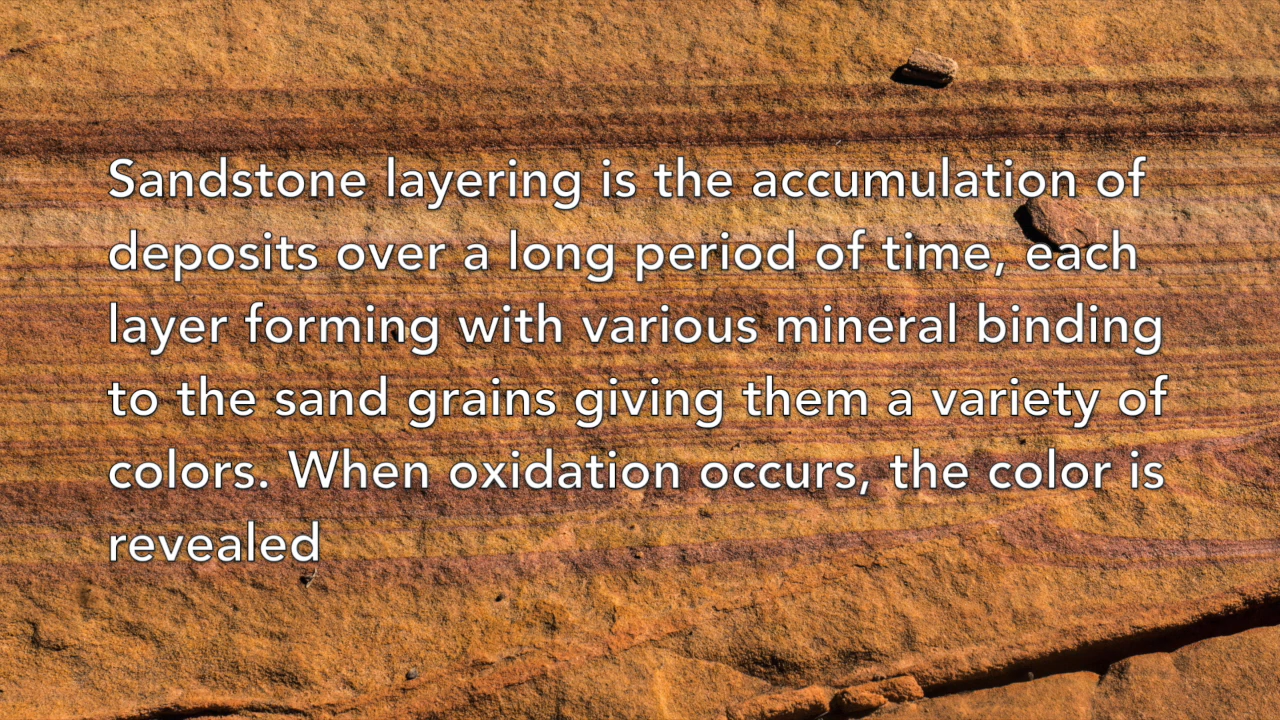 Sandstone layering is the accumulation of
deposits over a long period of time, each
layer forming with various mineral binding
to the sand grains giving them a variety of
colors. When oxidation occurs, the color is
revealed